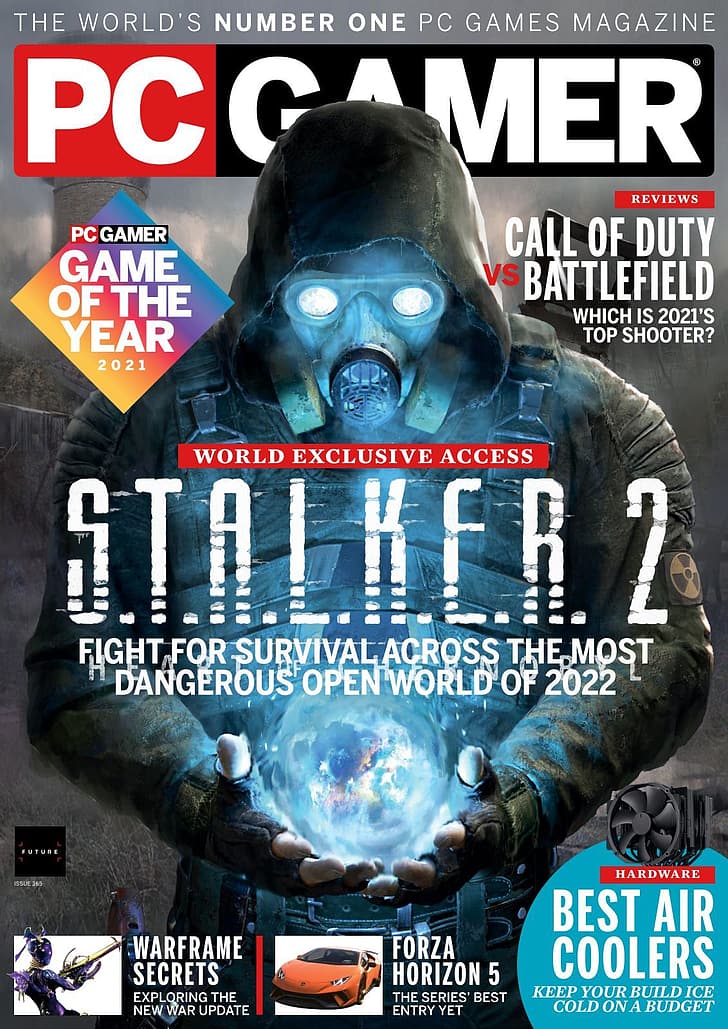 THE WORLD'S NUMBER ONE PC GAMES MAGAZINE
PC GAMER®
REVIEWS
CALL OF DUTY
VS BATTLEFIELD
WHICH IS 2021'S
TOP SHOOTER?
PC GAMER
GAME
OF THE
YEAR
2021
WORLD EXCLUSIVE ACCESS
S.T.A.L.K.E.R. 2
FIGHT FOR SURVIVAL ACROSS THE MOST
HEART OF CHERNOBYL
DANGEROUS OPEN WORLD OF 2022
FUTURE
ISSUE 365
HARDWARE
BEST AIR
COOLERS
KEEP YOUR BUILD ICE
COLD ON A BUDGET
WARFRAME
SECRETS
EXPLORING THE
NEW WAR UPDATE
FORZA
HORIZON 5
THE SERIES' BEST
ENTRY YET